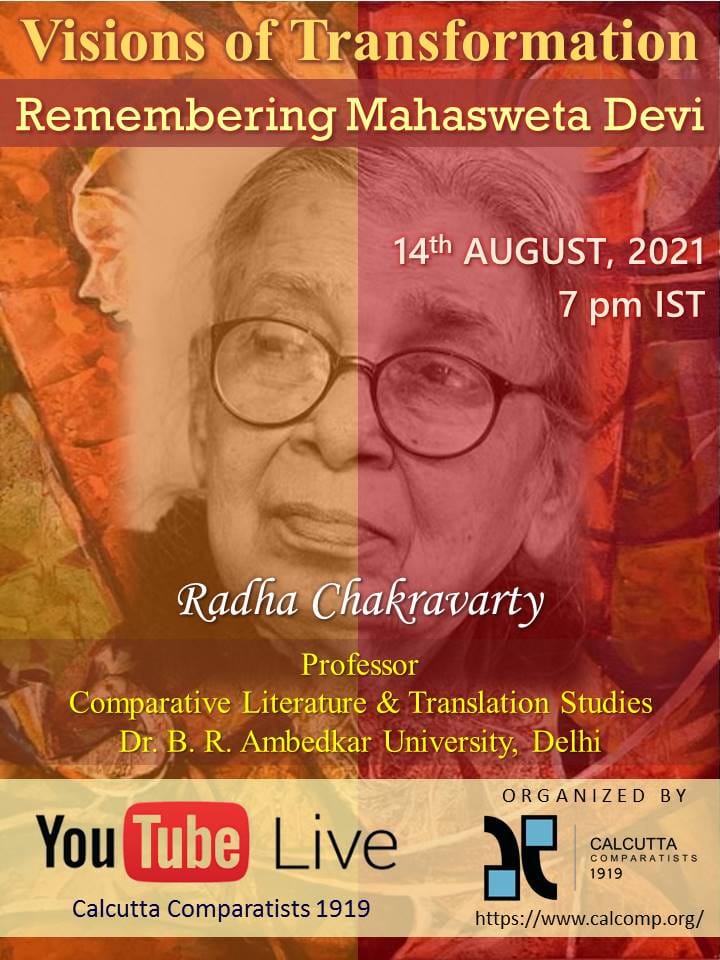 Visions of Transformation
Remembering Mahasweta Devi
14th AUGUST, 2021
7 pm IST
Radha Chakravarty
Professor
Comparative Literature & Translation Studies
Dr. B. R. Ambedkar University, Delhi
YouTube Live
Calcutta Comparatists 1919
ORGANIZED BY
CALCUTTA
COMPARATISTS
1919
https://www.calcomp.org/